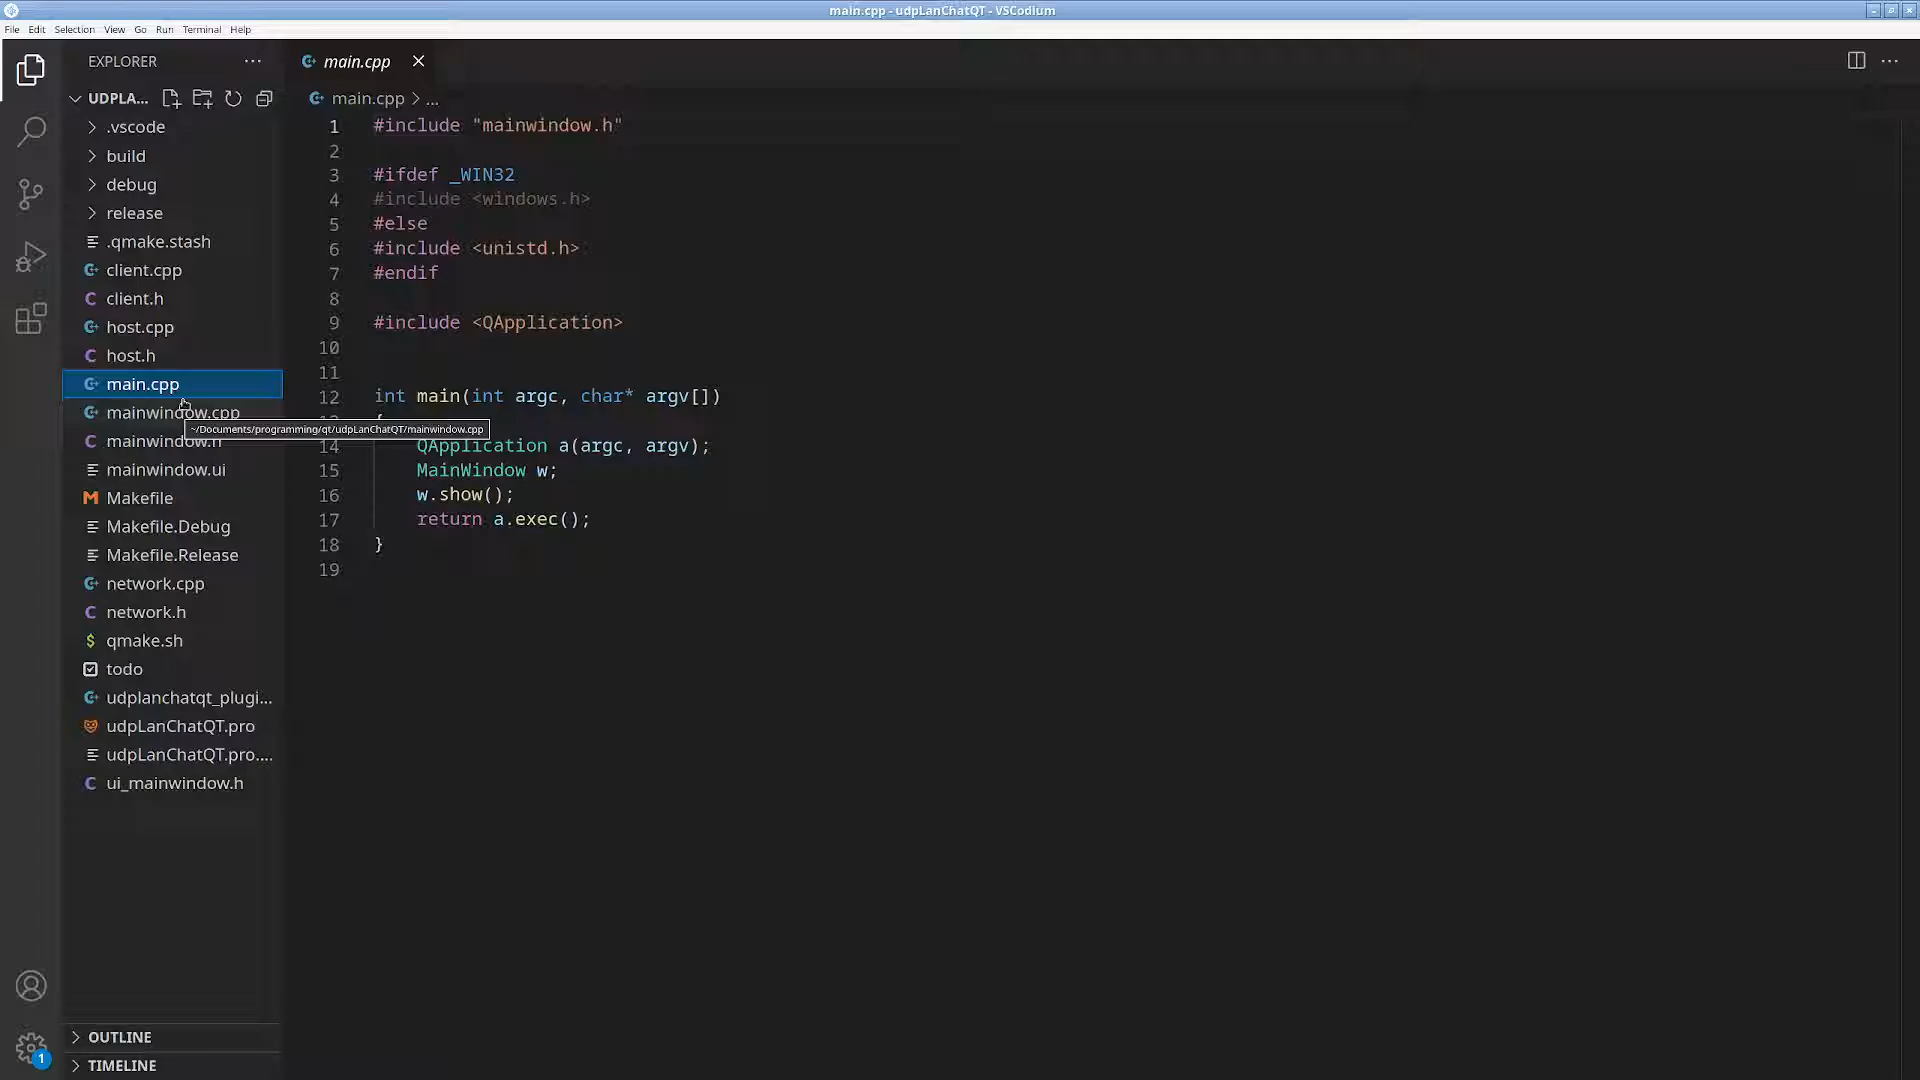 main.cpp - udpLanChatQT - VSCodium
File Edit Selection View Go Run Terminal Help
EXPLORER
UDPLA...
.vscode
build
debug
release
.qmake.stash
client.cpp
client.h
host.cpp
host.h
main.cpp
mainwindow.cpp
~/Documents/programming/qt/udpLanChatQT/mainwindow.cpp
mainwindow.h
mainwindow.ui
Makefile
Makefile.Debug
Makefile.Release
network.cpp
network.h
qmake.sh
todo
udplanchatqt_plugi...
udpLanChatQT.pro
udpLanChatQT.pro....
ui_mainwindow.h
OUTLINE
TIMELINE
1
main.cpp
main.cpp > ...
1 #include "mainwindow.h"
2
3 #ifdef _WIN32
4 #include <windows.h>
5 #else
6 #include <unistd.h>
7 #endif
8
9 #include <QApplication>
10
11
12 int main(int argc, char* argv[])
14 QApplication a(argc, argv);
15 MainWindow w;
16 w.show();
17 return a.exec();
18 }
19